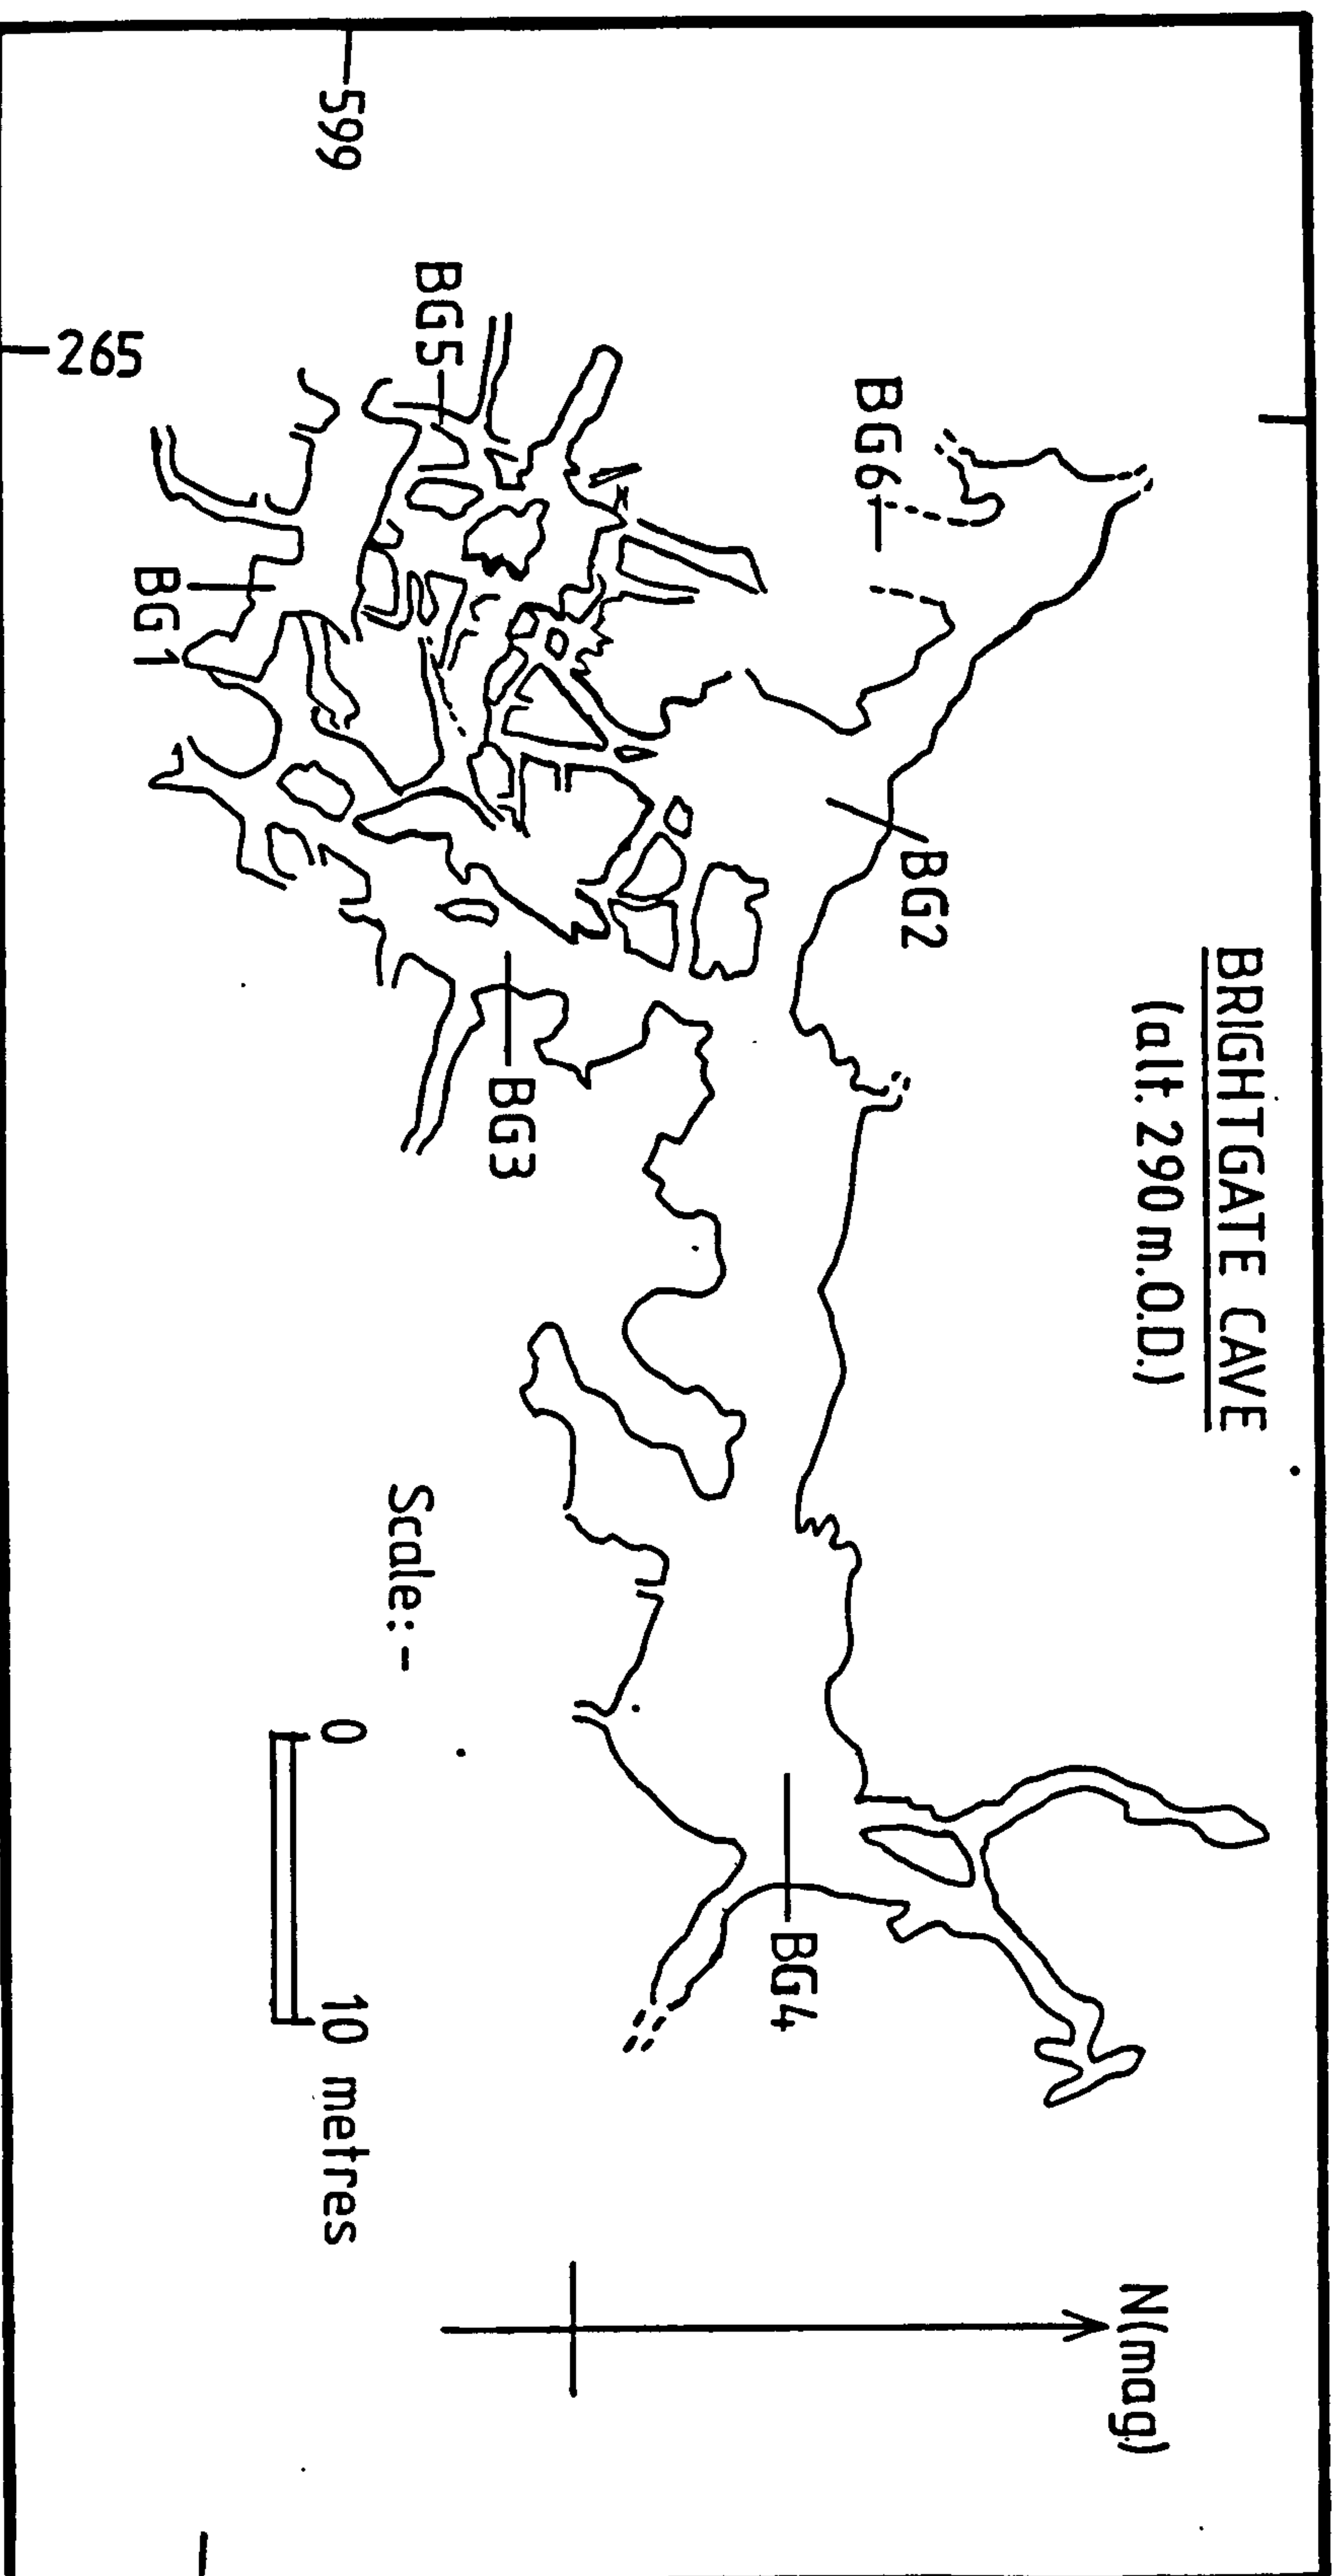 BRIGHTGATE CAVE
(alt. 290 m.O.D.)
N(mag)
BG6
BG2
BG4
BG5
BG3
BG1
599
265
Scale:-
0
10 metres